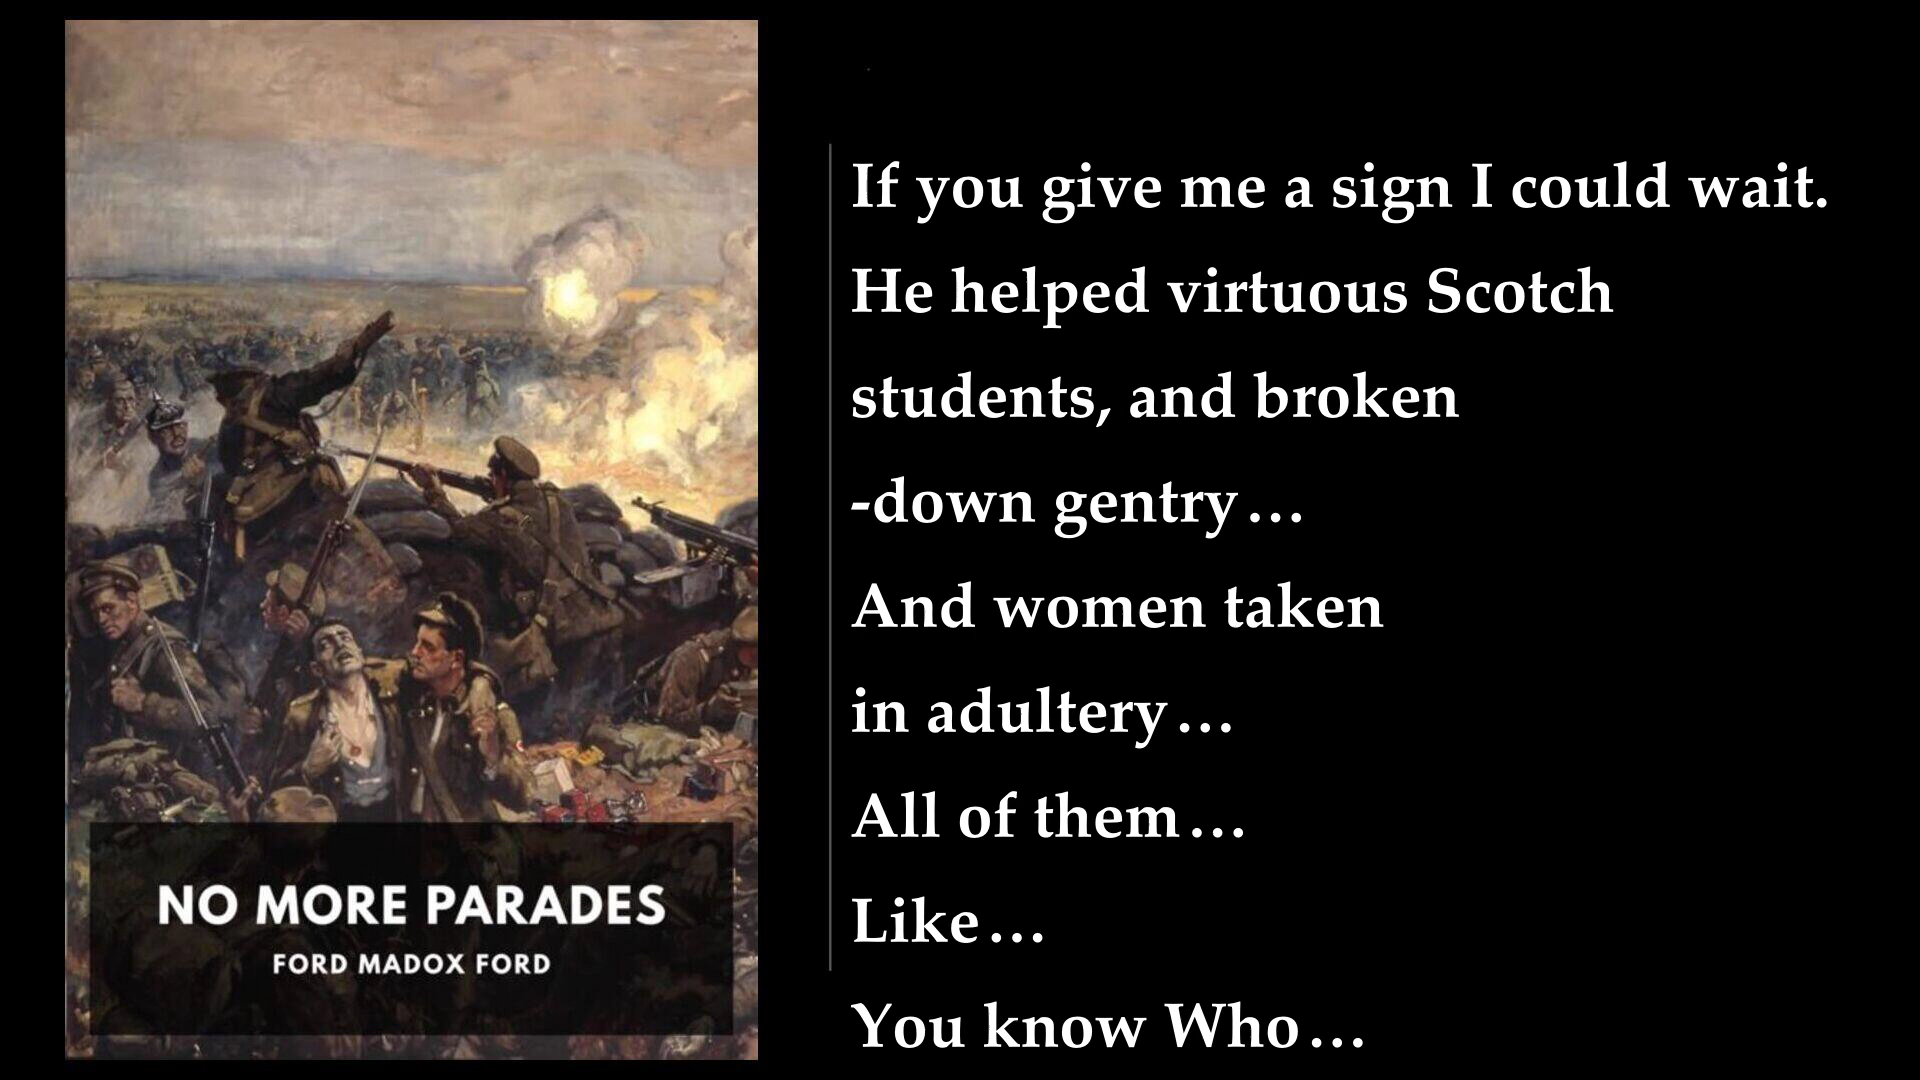 If you give me a sign I could wait.
He helped virtuous Scotch
students, and broken
-down gentry…
And women taken
in adultery…
All of them…
Like…
You know Who…
NO MORE PARADES
FORD MADOX FORD